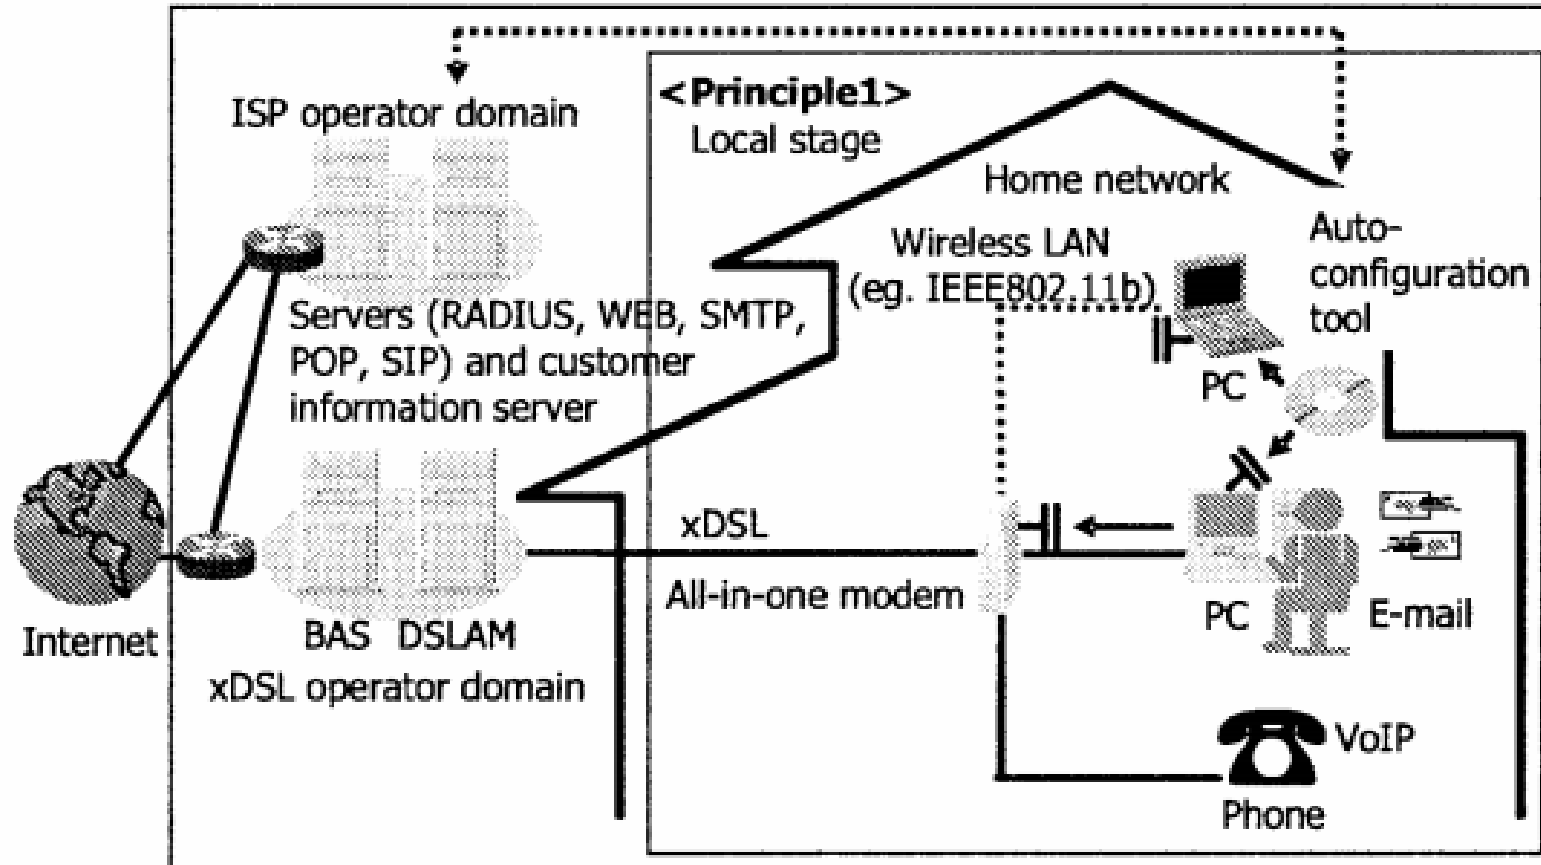 ISP operator domain
<Principle1>
Local stage
Home network
Wireless LAN
(eg. IEEE802.11b)
Auto-
configuration
tool
Servers (RADIUS, WEB, SMTP,
POP, SIP) and customer
information server
PC
xDSL
All-in-one modem
PC
E-mail
Internet
BAS DSLAM
xDSL operator domain
VoIP
Phone